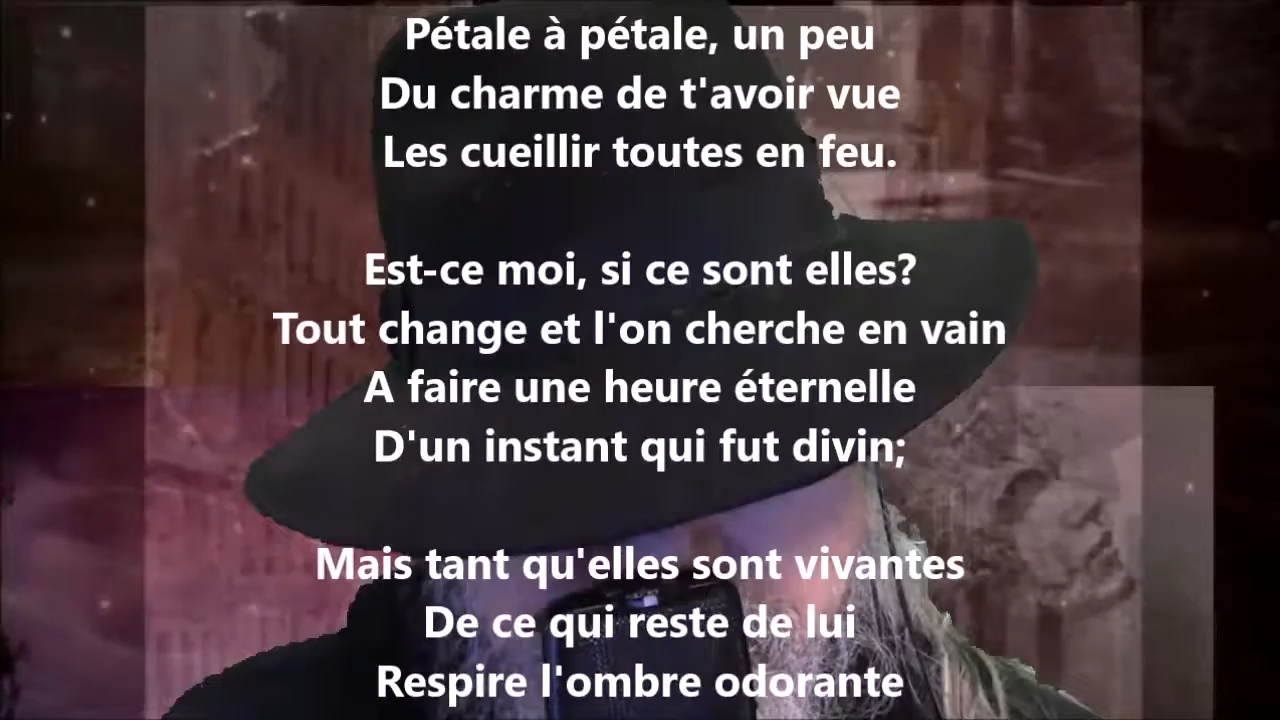 Pétale à pétale, un peu
Du charme de t'avoir vue
Les cueillir toutes en feu.
Est-ce moi, si ce sont elles?
Tout change et l'on cherche en vain
A faire une heure éternelle
D'un instant qui fut divin;
Mais tant qu'elles sont vivantes
De ce qui reste de lui
Respire l'ombre odorante